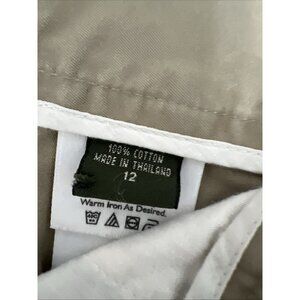 100% COTTON
MADE IN THAILAND
12
Warm Iron As Desired.